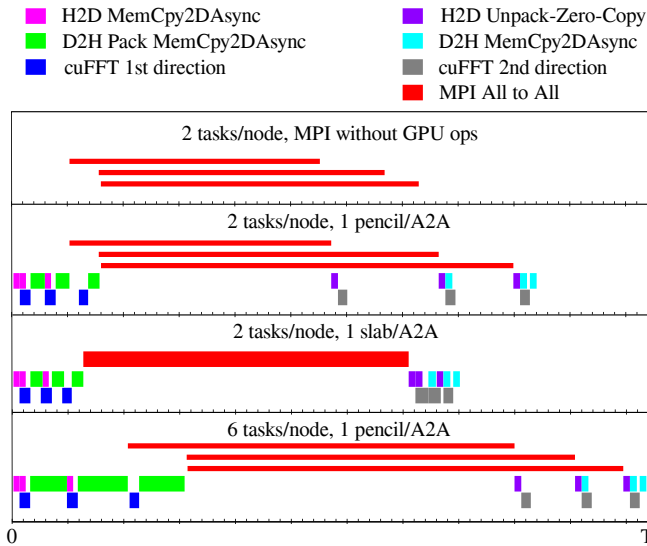 H2D MemCpy2DAsync
H2D Unpack-Zero-Copy
D2H Pack MemCpy2DAsync
D2H MemCpy2DAsync
cuFFT 1st direction
cuFFT 2nd direction
MPI All to All
2 tasks/node, MPI without GPU ops
2 tasks/node, 1 pencil/A2A
2 tasks/node, 1 slab/A2A
6 tasks/node, 1 pencil/A2A
0 T